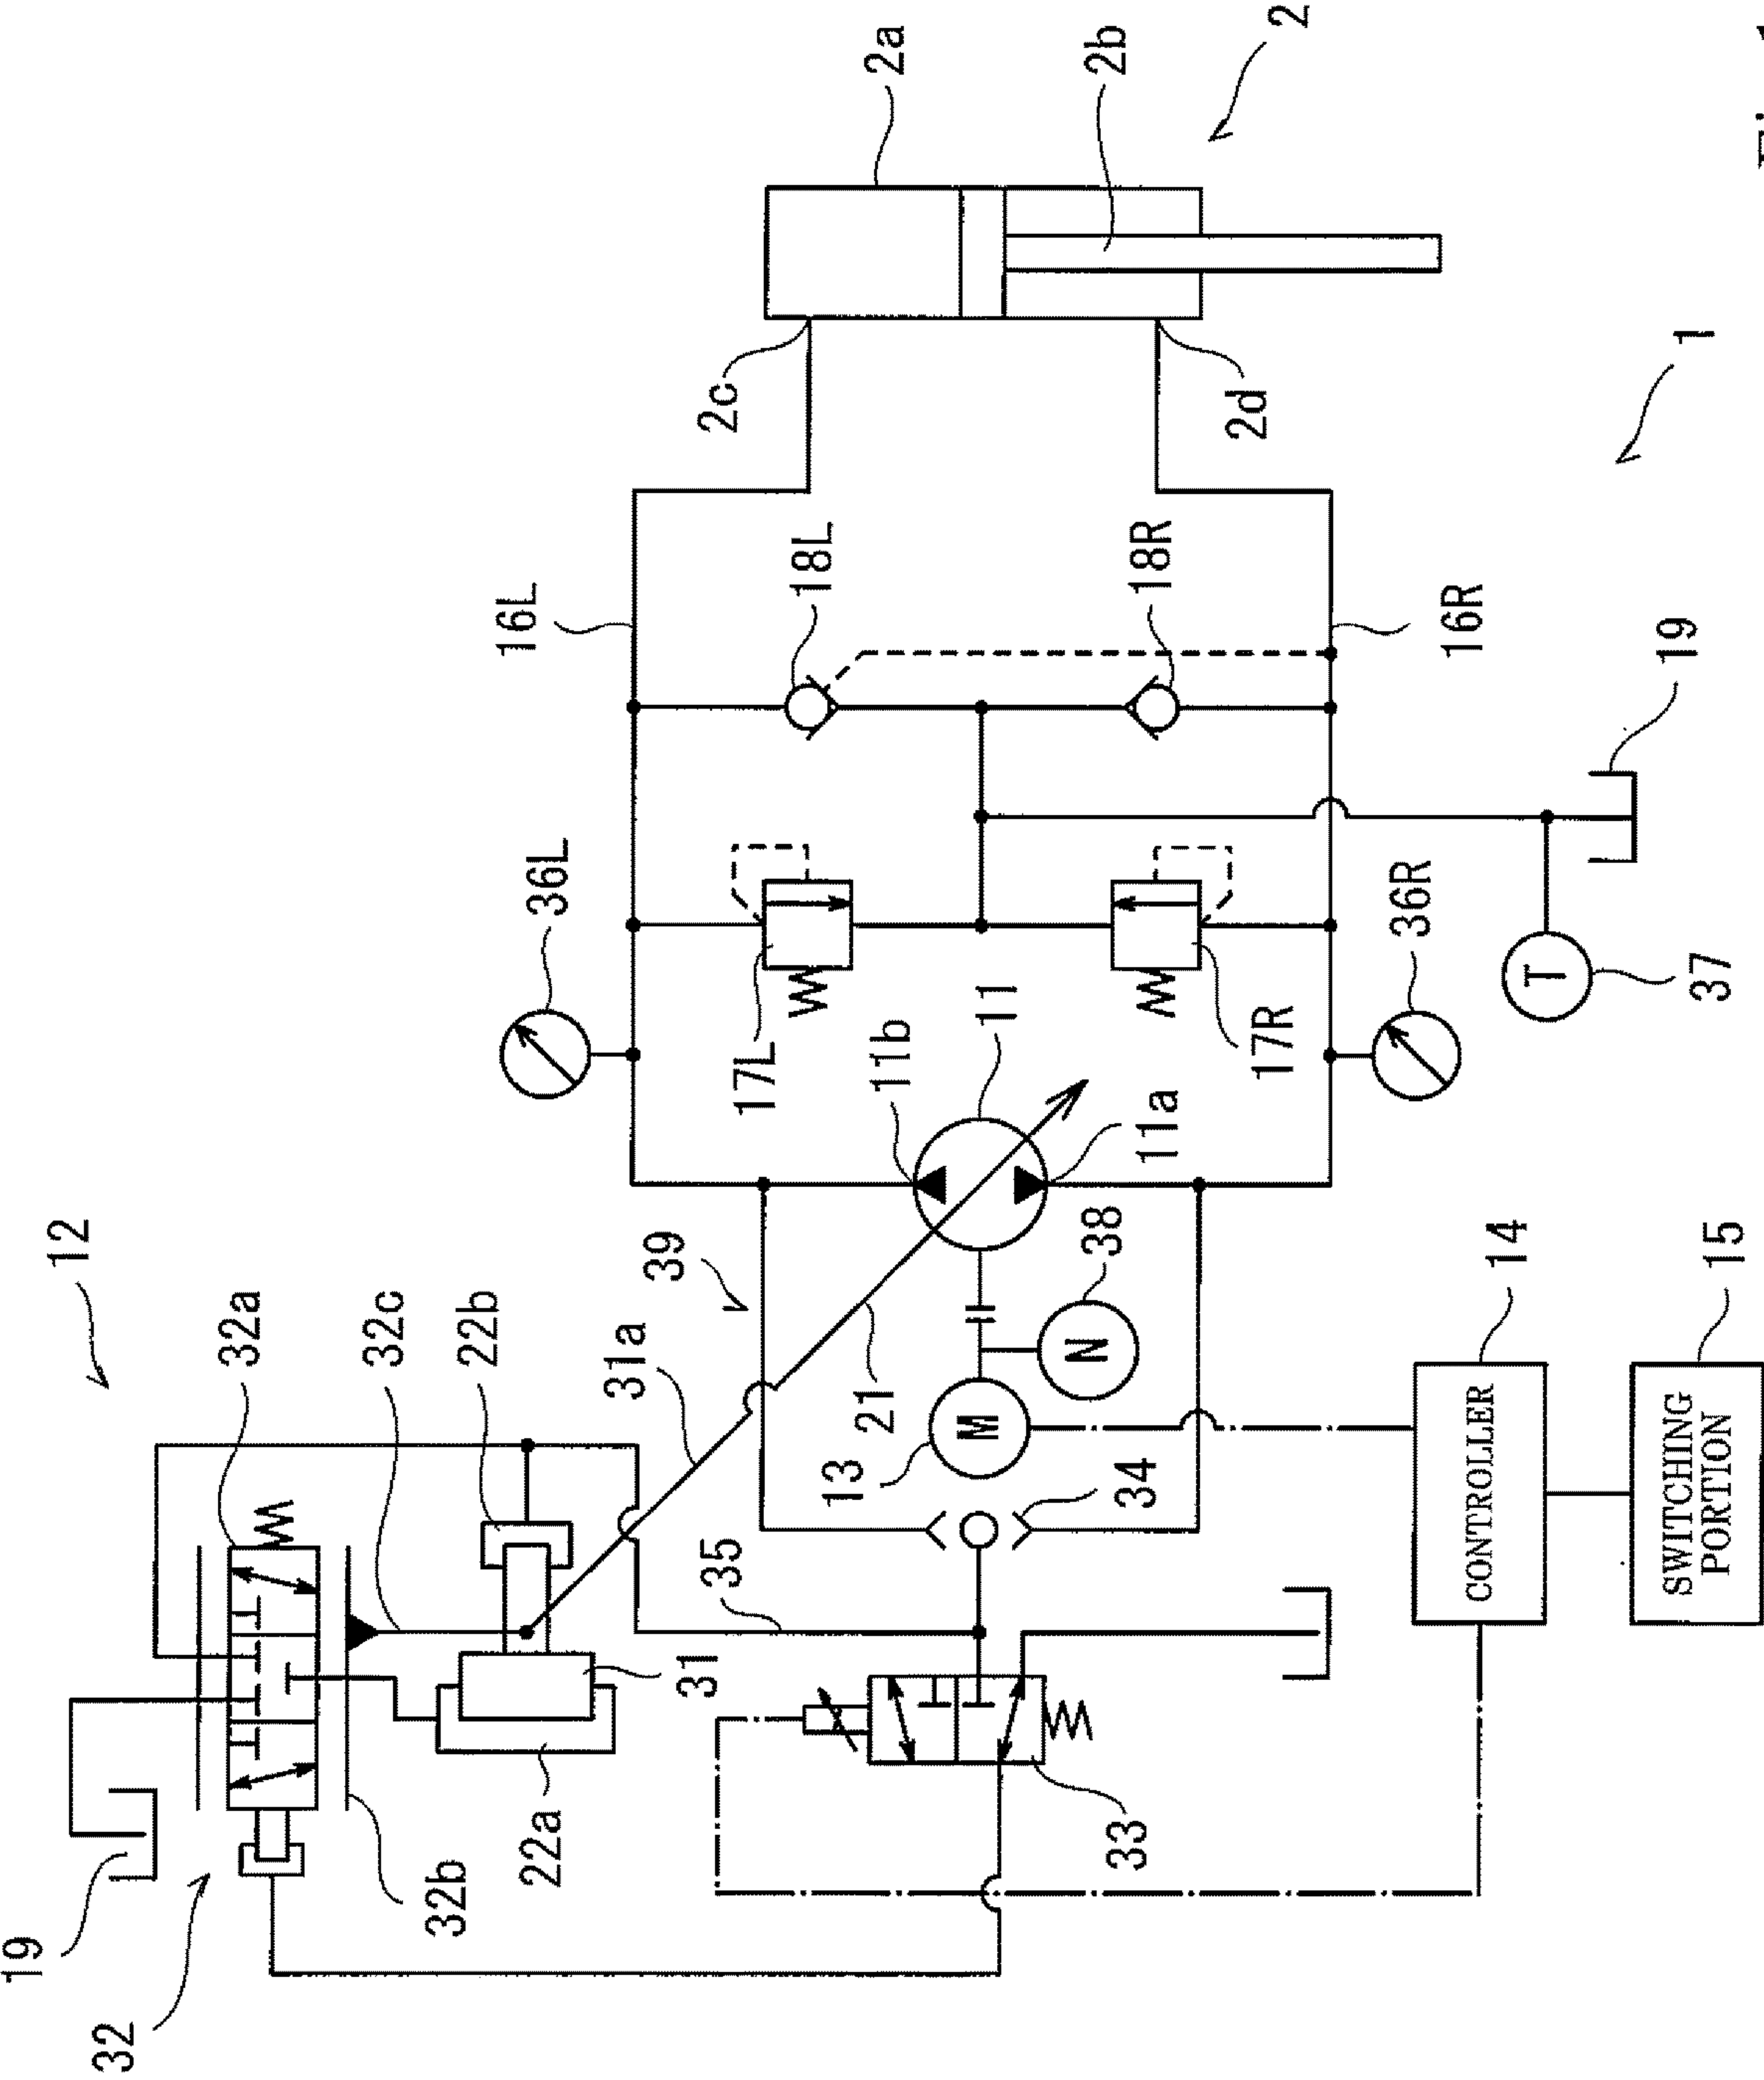 12
32a
32c
22b
31a
39
21
35
31
22a
32b
19
32
33
34
13
M
N
38
11a
11
11b
17L
17R
36L
36R
T
37
19
16L
16R
18L
18R
2c
2d
2a
2b
2
1
14
CONTROLLER
15
SWITCHING
PORTION